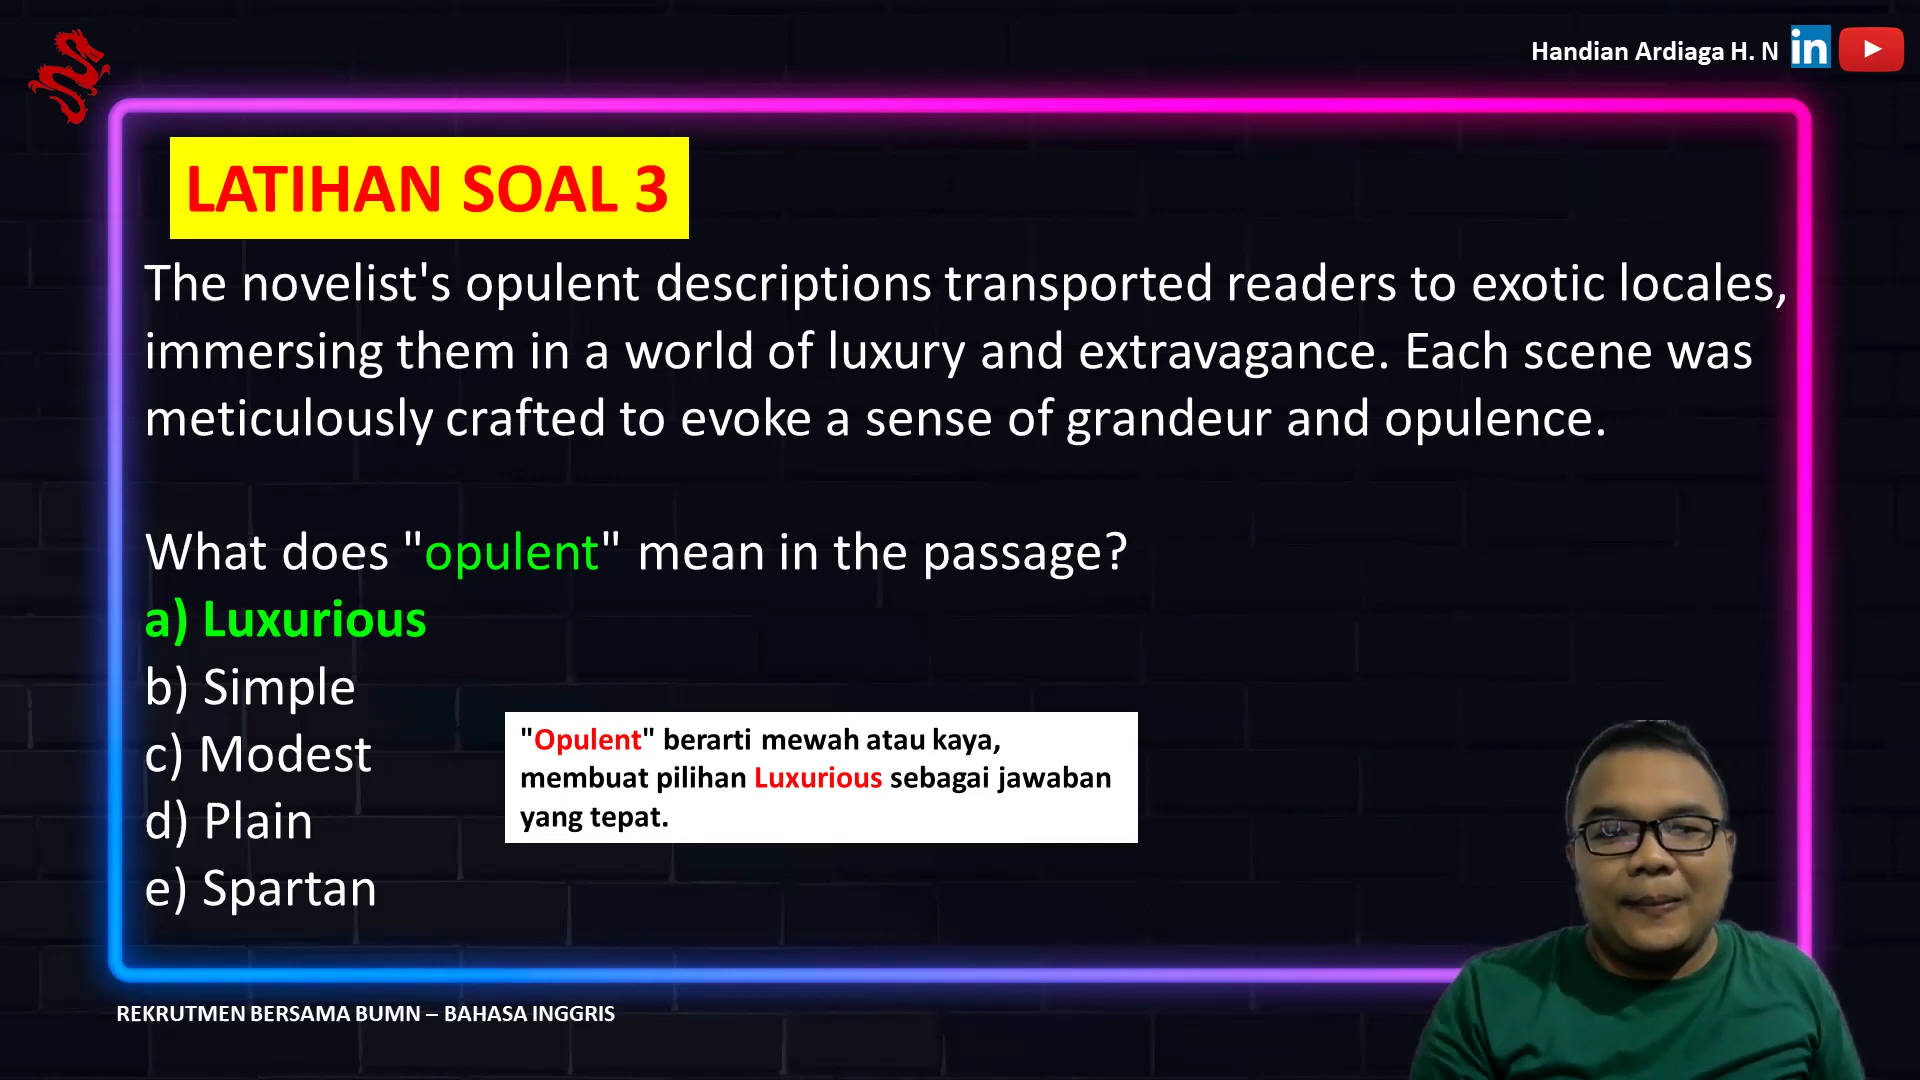 Handian Ardiaga H. N
in
LATIHAN SOAL 3
The novelist's opulent descriptions transported readers to exotic locales,
immersing them in a world of luxury and extravagance. Each scene was
meticulously crafted to evoke a sense of grandeur and opulence.
What does "opulent" mean in the passage?
a) Luxurious
b) Simple
c) Modest
d) Plain
e) Spartan
"Opulent" berarti mewah atau kaya,
membuat pilihan Luxurious sebagai jawaban
yang tepat.
REKRUTMEN BERSAMA BUMN – BAHASA INGGRIS